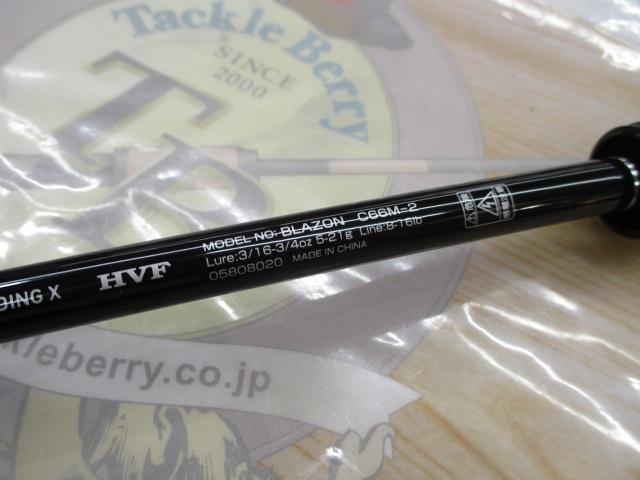 Tackle Berry
SINCE
2000
TB
DING X
HVF
MODEL NO: BLAZON C66M-2
Lure:3/16-3/4oz 5-21g Line:8-16lb
05808020 MADE IN CHINA
kleberry.co.jp